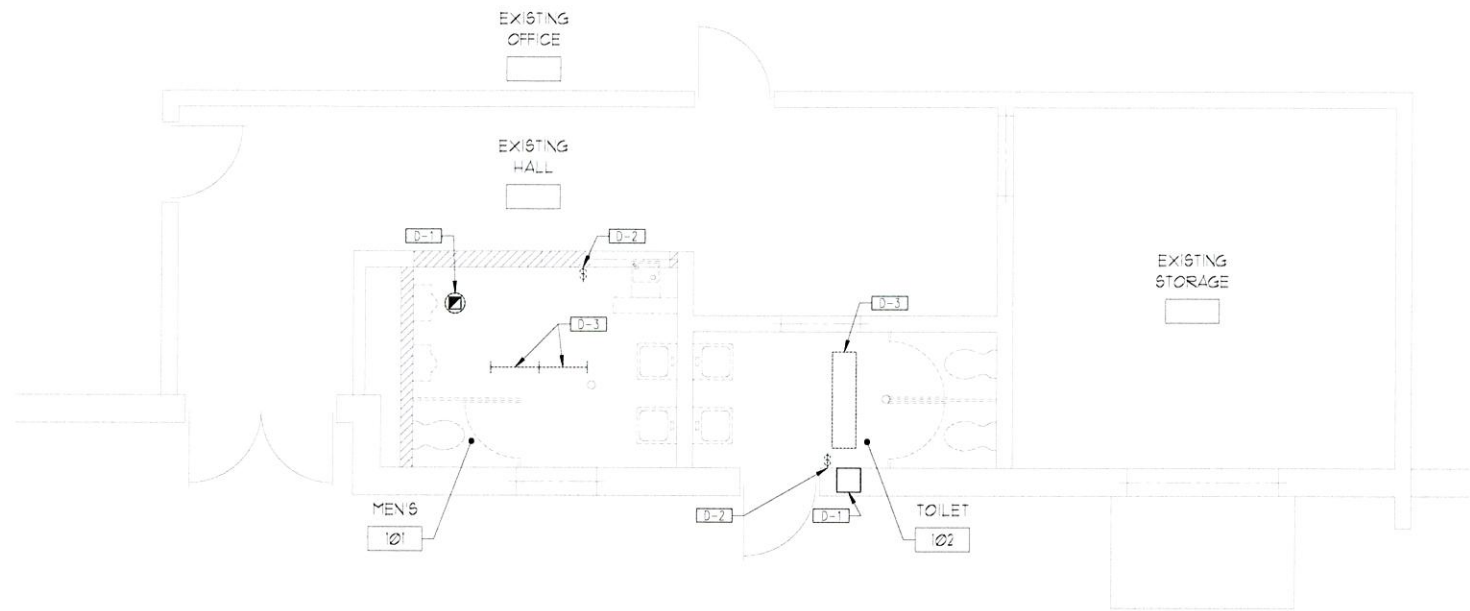 EXISTING
OFFICE
EXISTING
HALL
D-1
D-2
EXISTING
STORAGE
D-3
D-3
$
$
MEN'S
101
D-2
D-1
TOILET
102